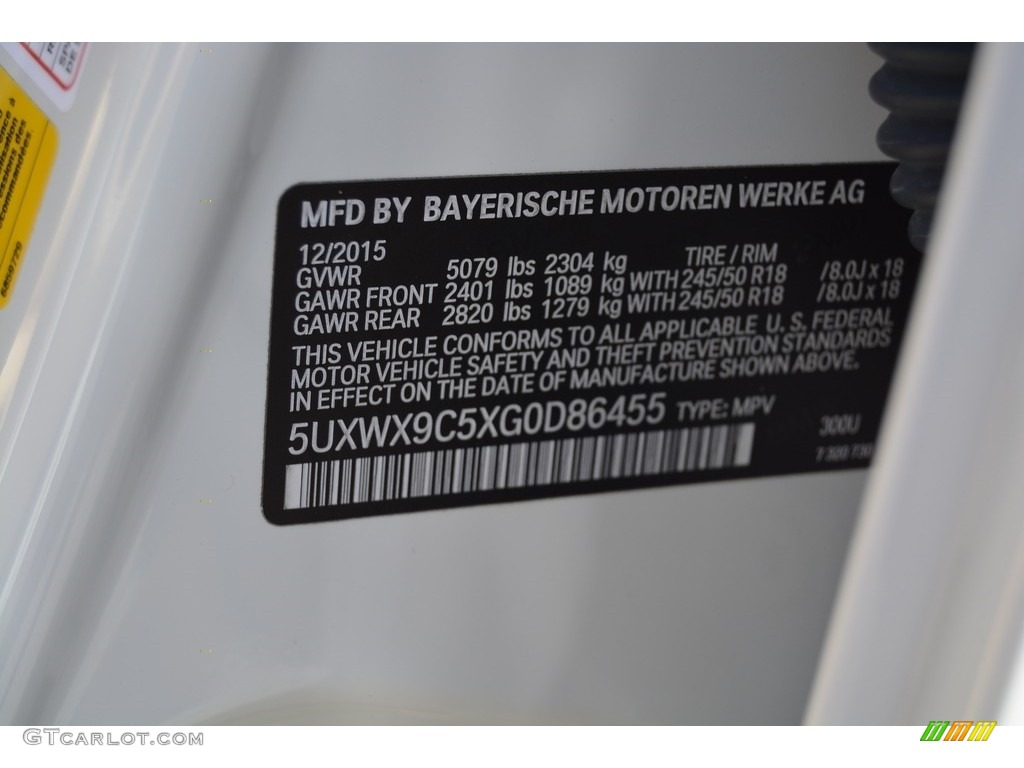 MFD BY BAYERISCHE MOTOREN WERKE AG
12/2015 TIRE / RIM
GVWR 5079 lbs 2304 kg
GAWR FRONT 2401 lbs 1089 kg WITH 245/50 R18 /8.0J x 18
GAWR REAR 2820 lbs 1279 kg WITH 245/50 R18 /8.0J x 18
THIS VEHICLE CONFORMS TO ALL APPLICABLE U. S. FEDERAL
MOTOR VEHICLE SAFETY AND THEFT PREVENTION STANDARDS
IN EFFECT ON THE DATE OF MANUFACTURE SHOWN ABOVE.
5UXWX9C5XG0D86455 TYPE: MPV 300U
GTCARLOT.COM